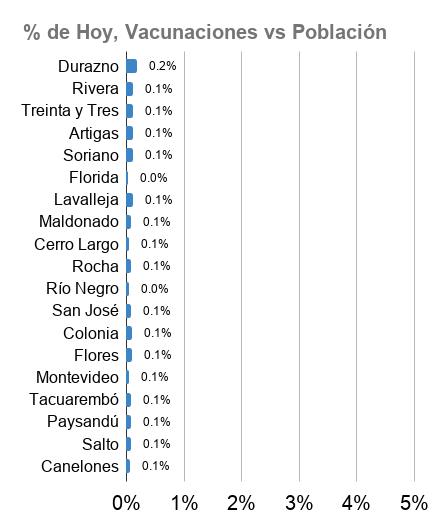 % de Hoy, Vacunaciones vs Población
Durazno 0.2%
Rivera 0.1%
Treinta y Tres 0.1%
Artigas 0.1%
Soriano 0.1%
Florida 0.0%
Lavalleja 0.1%
Maldonado 0.1%
Cerro Largo 0.1%
Rocha 0.1%
Río Negro 0.0%
San José 0.1%
Colonia 0.1%
Flores 0.1%
Montevideo 0.1%
Tacuarembó 0.1%
Paysandú 0.1%
Salto 0.1%
Canelones 0.1%
0% 1% 2% 3% 4% 5%